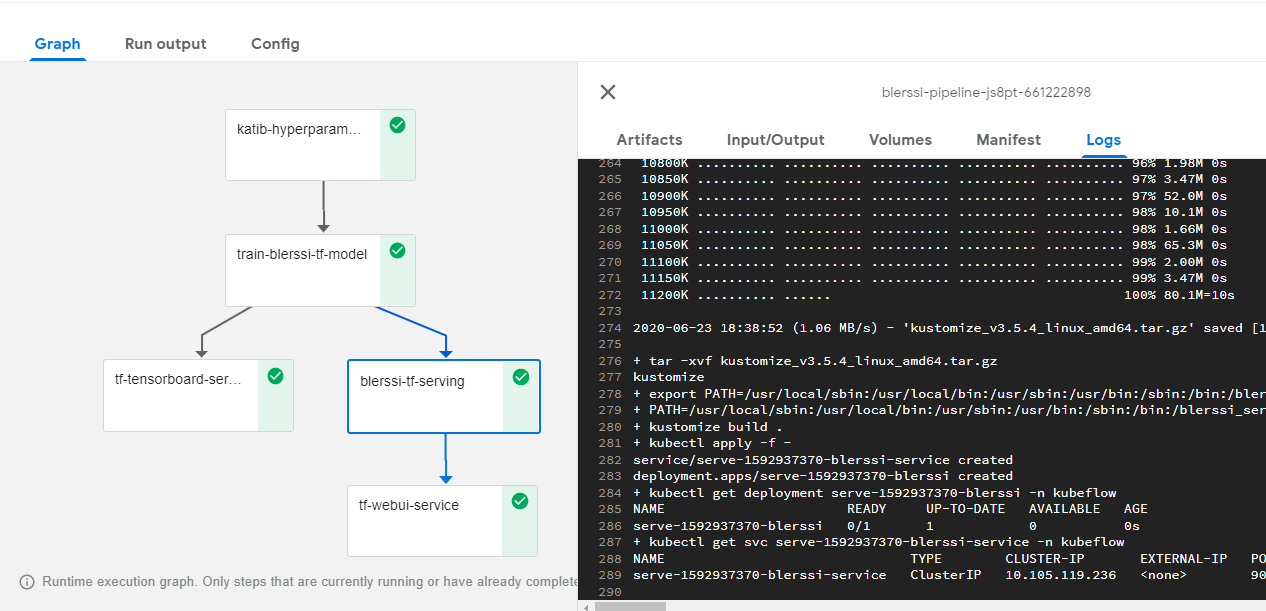 Graph Run output Config
katib-hyperparam...
train-blerssi-tf-model
tf-tensorboard-ser...
blerssi-tf-serving
tf-webui-service
Runtime execution graph. Only steps that are currently running or have already complete
blerssi-pipeline-js8pt-661222898
Artifacts Input/Output Volumes Manifest Logs
264 10800K .......... .......... .......... .......... .......... 96% 1.98M 0s
265 10850K .......... .......... .......... .......... .......... 97% 3.47M 0s
266 10900K .......... .......... .......... .......... .......... 97% 52.0M 0s
267 10950K .......... .......... .......... .......... .......... 98% 10.1M 0s
268 11000K .......... .......... .......... .......... .......... 98% 1.66M 0s
269 11050K .......... .......... .......... .......... .......... 98% 65.3M 0s
270 11100K .......... .......... .......... .......... .......... 99% 2.00M 0s
271 11150K .......... .......... .......... .......... .......... 99% 3.47M 0s
272 11200K .......... ...... 100% 80.1M=10s
273
274 2020-06-23 18:38:52 (1.06 MB/s) - 'kustomize_v3.5.4_linux_amd64.tar.gz' saved [1
275
276 + tar -xvf kustomize_v3.5.4_linux_amd64.tar.gz
277 kustomize
278 + export PATH=/usr/local/sbin:/usr/local/bin:/usr/sbin:/usr/bin:/sbin:/bin:/bler
279 + PATH=/usr/local/sbin:/usr/local/bin:/usr/sbin:/usr/bin:/sbin:/bin:/blerssi_ser
280 + kustomize build .
281 + kubectl apply -f -
282 service/serve-1592937370-blerssi-service created
283 deployment.apps/serve-1592937370-blerssi created
284 + kubectl get deployment serve-1592937370-blerssi -n kubeflow
285 NAME READY UP-TO-DATE AVAILABLE AGE
286 serve-1592937370-blerssi 0/1 1 0 0s
287 + kubectl get svc serve-1592937370-blerssi-service -n kubeflow
288 NAME TYPE CLUSTER-IP EXTERNAL-IP PO
289 serve-1592937370-blerssi-service ClusterIP 10.105.119.236 <none> 90
290